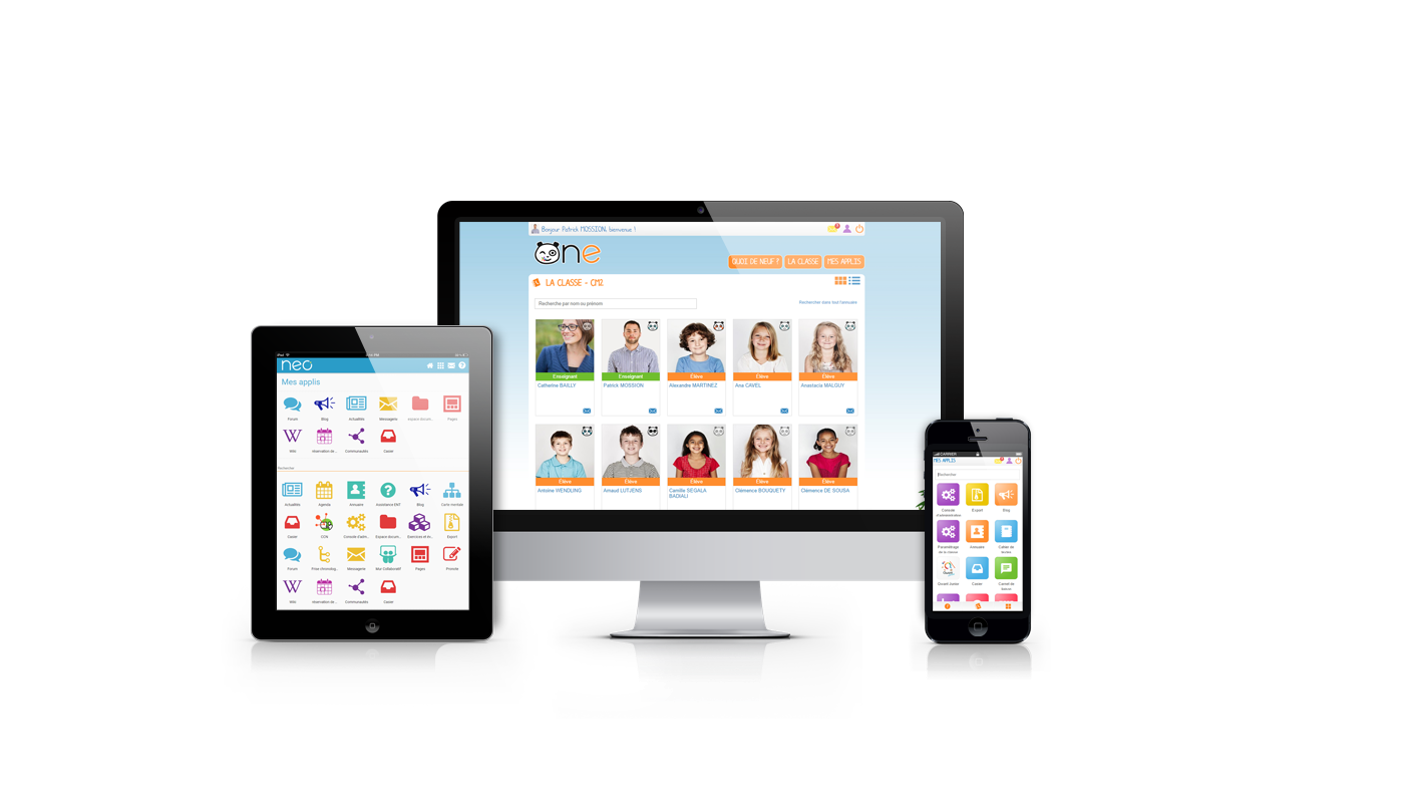 Bonjour Patrick MOSSION, bienvenue !
One
QUOI DE NEUF ?
LA CLASSE
MES APPLIS
LA CLASSE - CM2
Recherche par nom ou prénom
Rechercher dans tout l'annuaire
Enseignant
Enseignant
Élève
Élève
Élève
Catherine BAILLY
Patrick MOSSION
Alexandre MARTINEZ
Ana CAVEL
Anastacia MALGUY
Élève
Élève
Élève
Élève
Élève
Antoine WENDLING
Arnaud LUTJENS
Camille SEGALA
BADIALI
Clémence BOUQUETY
Clémence DE SOUSA
iPad
neo
Mes applis
Forum
Blog
Actualités
Messagerie
Espace docum...
Pages
Wiki
Réservation de...
Communautés
Casier
Rechercher
Actualités
Agenda
Annuaire
Assistance ENT
Blog
Carte mentale
Casier
CCN
Console d'admi...
Espace docum...
Exercices et év...
Export
Forum
Frise chronolog...
Messagerie
Mur Collaboratif
Pages
Pronote
Wiki
Réservation de...
Communautés
Casier
CARRIER
MES APPLIS
Rechercher
Console
d'administration
Export
Blog
Paramétrage
de la classe
Annuaire
Cahier de
textes
Casier
Carnet de
liaison